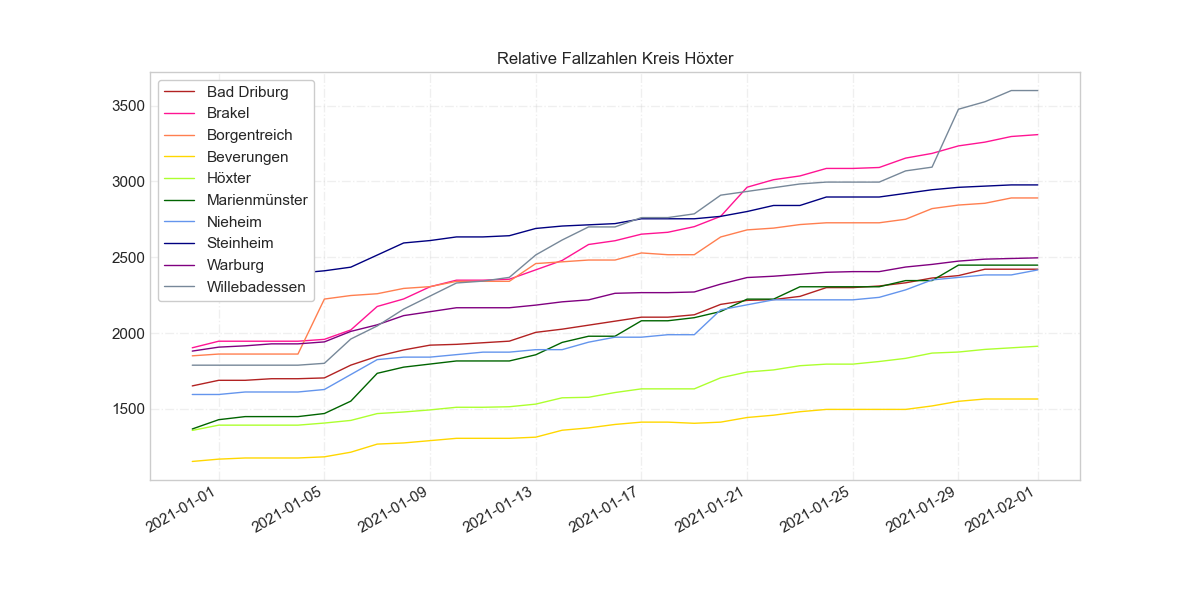 Relative Fallzahlen Kreis Höxter
3500
3000
2500
2000
1500
Bad Driburg
Brakel
Borgentreich
Beverungen
Höxter
Marienmünster
Nieheim
Steinheim
Warburg
Willebadessen
2021-01-01
2021-01-05
2021-01-09
2021-01-13
2021-01-17
2021-01-21
2021-01-25
2021-01-29
2021-02-01